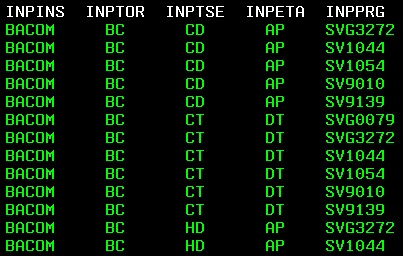 INPINS INPTOR INPTSE INPETA INPPRG
BACOM BC CD AP SVG3272
BACOM BC CD AP SV1044
BACOM BC CD AP SV1054
BACOM BC CD AP SV9010
BACOM BC CD AP SV9139
BACOM BC CT DT SVG0079
BACOM BC CT DT SVG3272
BACOM BC CT DT SV1044
BACOM BC CT DT SV1054
BACOM BC CT DT SV9010
BACOM BC CT DT SV9139
BACOM BC HD AP SVG3272
BACOM BC HD AP SV1044